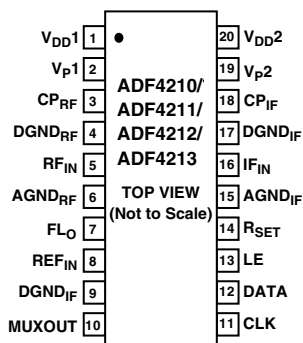 VDD1 1 20 VDD2
VP1 2 19 VP2
CPRF 3 18 CPIF
DGNDRF 4 17 DGNDIF
RFIN 5 16 IFIN
AGNDRF 6 15 AGNDIF
FLO 7 14 RSET
REFIN 8 13 LE
DGNDIF 9 12 DATA
MUXOUT 10 11 CLK
ADF4210/
ADF4211/
ADF4212/
ADF4213
TOP VIEW
(Not to Scale)